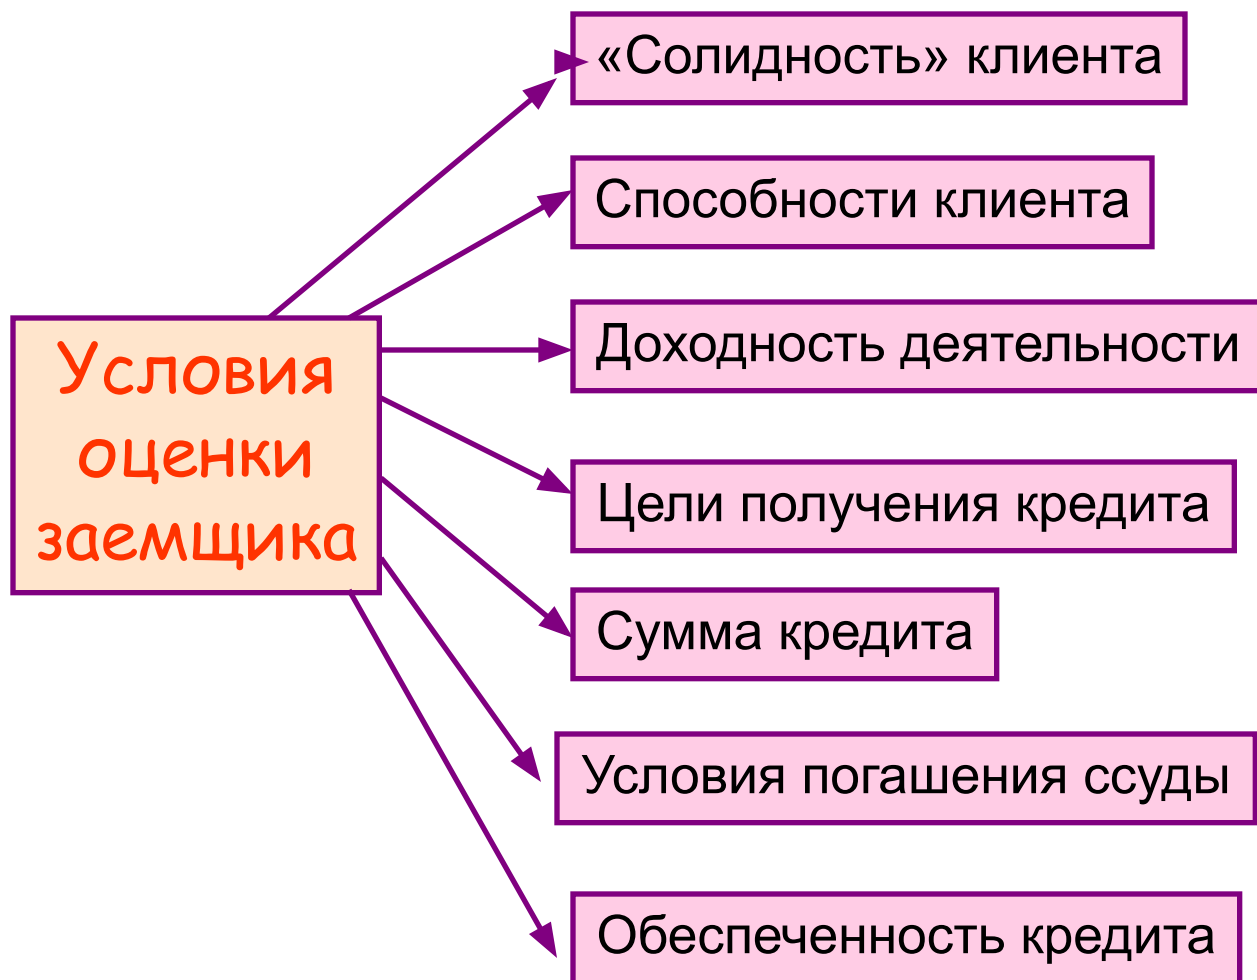 Условия
оценки
заемщика
«Солидность» клиента
Способности клиента
Доходность деятельности
Цели получения кредита
Сумма кредита
Условия погашения ссуды
Обеспеченность кредита